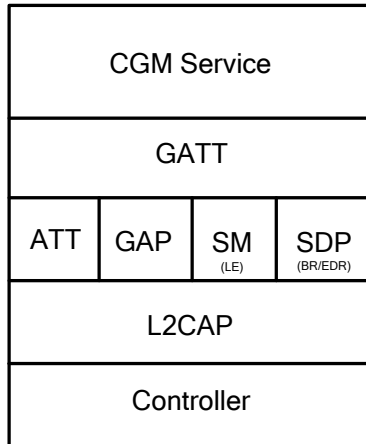 CGM Service
GATT
ATT GAP SM SDP
(LE) (BR/EDR)
L2CAP
Controller